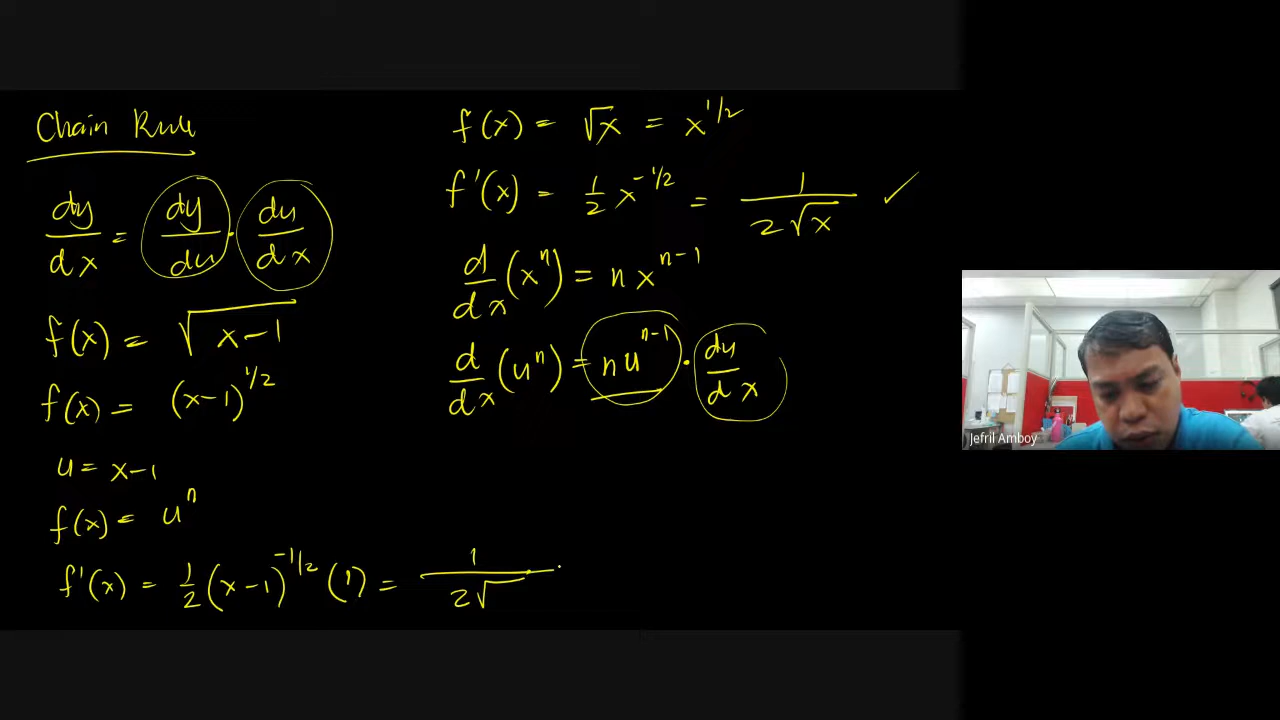 Chain Rule
dy/dx = dy/du · du/dx
f(x) = √(x-1)
f(x) = (x-1)^1/2
u = x-1
f(x) = u^n
f'(x) = 1/2 (x-1)^-1/2 (1) = 1/2√
f(x) = √x = x^1/2
f'(x) = 1/2 x^-1/2 = 1/2√x ✓
d/dx (x^n) = n x^n-1
d/dx (u^n) = n u^n-1 · du/dx
Jefril Amboy